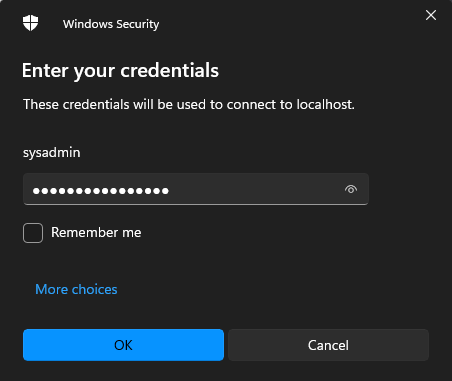 Windows Security
Enter your credentials
These credentials will be used to connect to localhost.
sysadmin
●●●●●●●●●●●●●●●●
Remember me
More choices
OK
Cancel